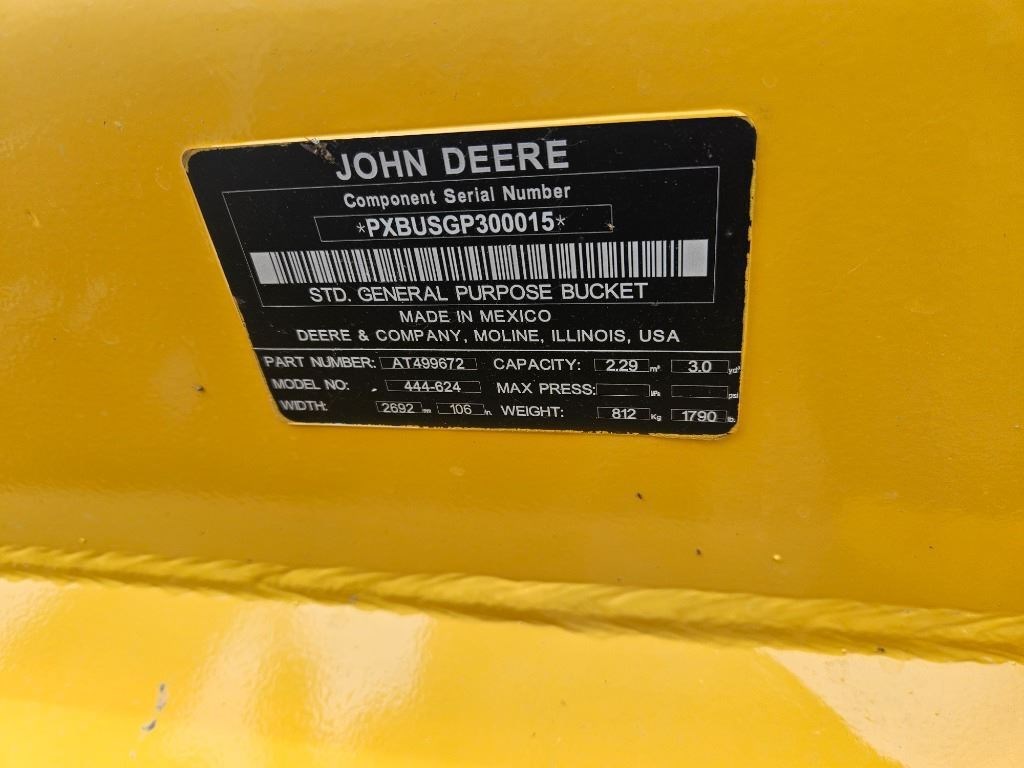 JOHN DEERE
Component Serial Number
*PXBUSGP300015*
STD. GENERAL PURPOSE BUCKET
MADE IN MEXICO
DEERE & COMPANY, MOLINE, ILLINOIS, USA
PART NUMBER: AT499672 CAPACITY: 2.29 m³ 3.0 yd³
MODEL NO: 444-624 MAX PRESS: kPa psi
WIDTH: 2692 mm 106 in WEIGHT: 812 Kg 1790 lb